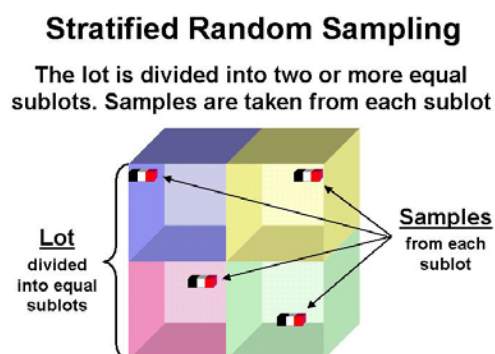 Stratified Random Sampling
The lot is divided into two or more equal
sublots. Samples are taken from each sublot
Lot
divided
into equal
sublots
Samples
from each
sublot